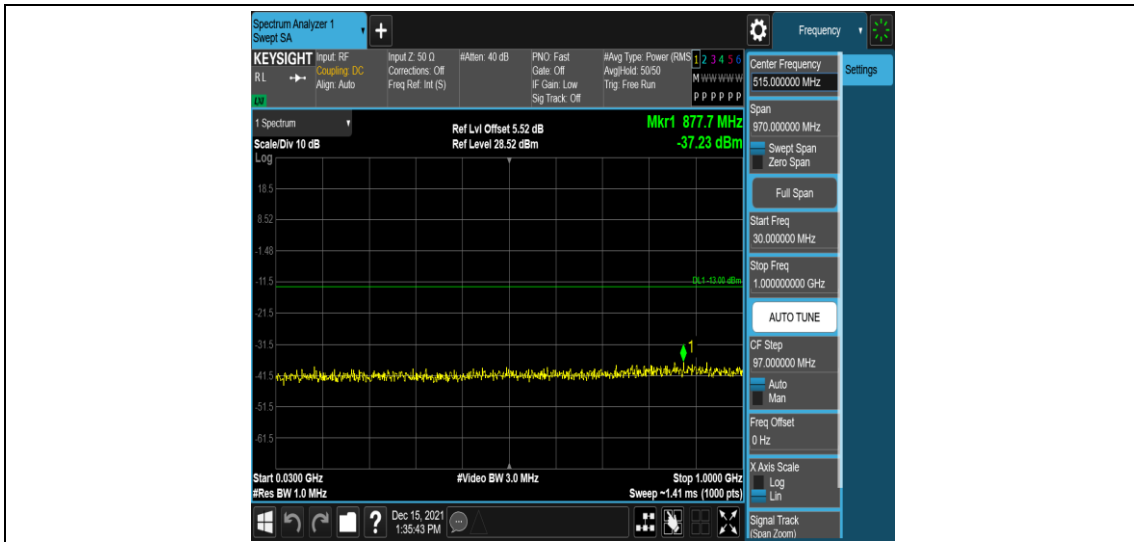 Spectrum Analyzer 1
Swept SA
+
Frequency
KEYSIGHT
RL
LXI
Input: RF
Coupling: DC
Align: Auto
Input Z: 50 Ω
Corrections: Off
Freq Ref: Int (S)
#Atten: 40 dB
PNO: Fast
Gate: Off
IF Gain: Low
Sig Track: Off
#Avg Type: Power (RMS
Avg|Hold: 50/50
Trig: Free Run
1 2 3 4 5 6
M W W W W W
P P P P P P
Center Frequency
515.000000 MHz
Settings
1 Spectrum
Scale/Div 10 dB
Log
Ref Lvl Offset 5.52 dB
Ref Level 28.52 dBm
Mkr1 877.7 MHz
-37.23 dBm
18.5
8.52
-1.48
-11.5
-21.5
-31.5
-41.5
-51.5
-61.5
DL1 -13.00 dBm
1
Start 0.0300 GHz
#Res BW 1.0 MHz
#Video BW 3.0 MHz
Stop 1.0000 GHz
Sweep ~1.41 ms (1000 pts)
Span
970.000000 MHz
Swept Span
Zero Span
Full Span
Start Freq
30.000000 MHz
Stop Freq
1.000000000 GHz
AUTO TUNE
CF Step
97.000000 MHz
Auto
Man
Freq Offset
0 Hz
X Axis Scale
Log
Lin
Signal Track
(Span Zoom)
?
Dec 15, 2021
1:35:43 PM